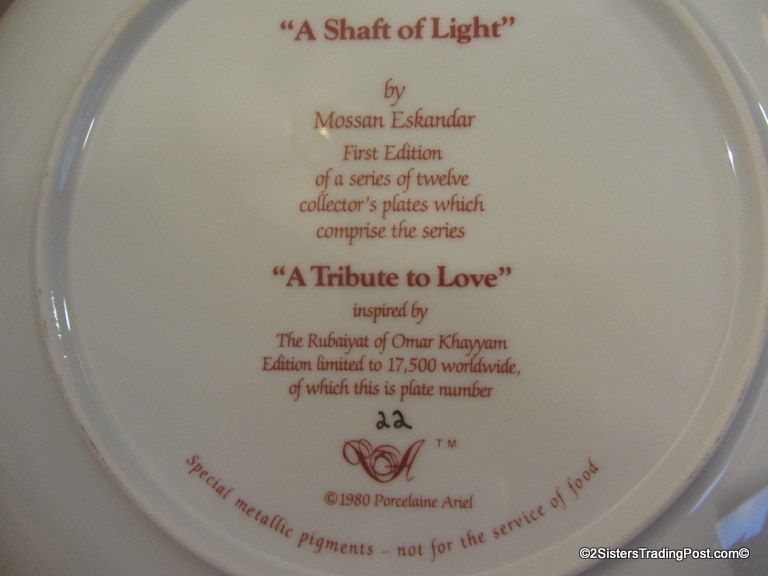 “A Shaft of Light”
by
Mossan Eskandar
First Edition
of a series of twelve
collector’s plates which
comprise the series
“A Tribute to Love”
inspired by
The Rubaiyat of Omar Khayyam
Edition limited to 17,500 worldwide,
of which this is plate number
22
A ™
©1980 Porcelaine Ariel
Special metallic pigments – not for the service of food
©2SistersTradingPost.com©